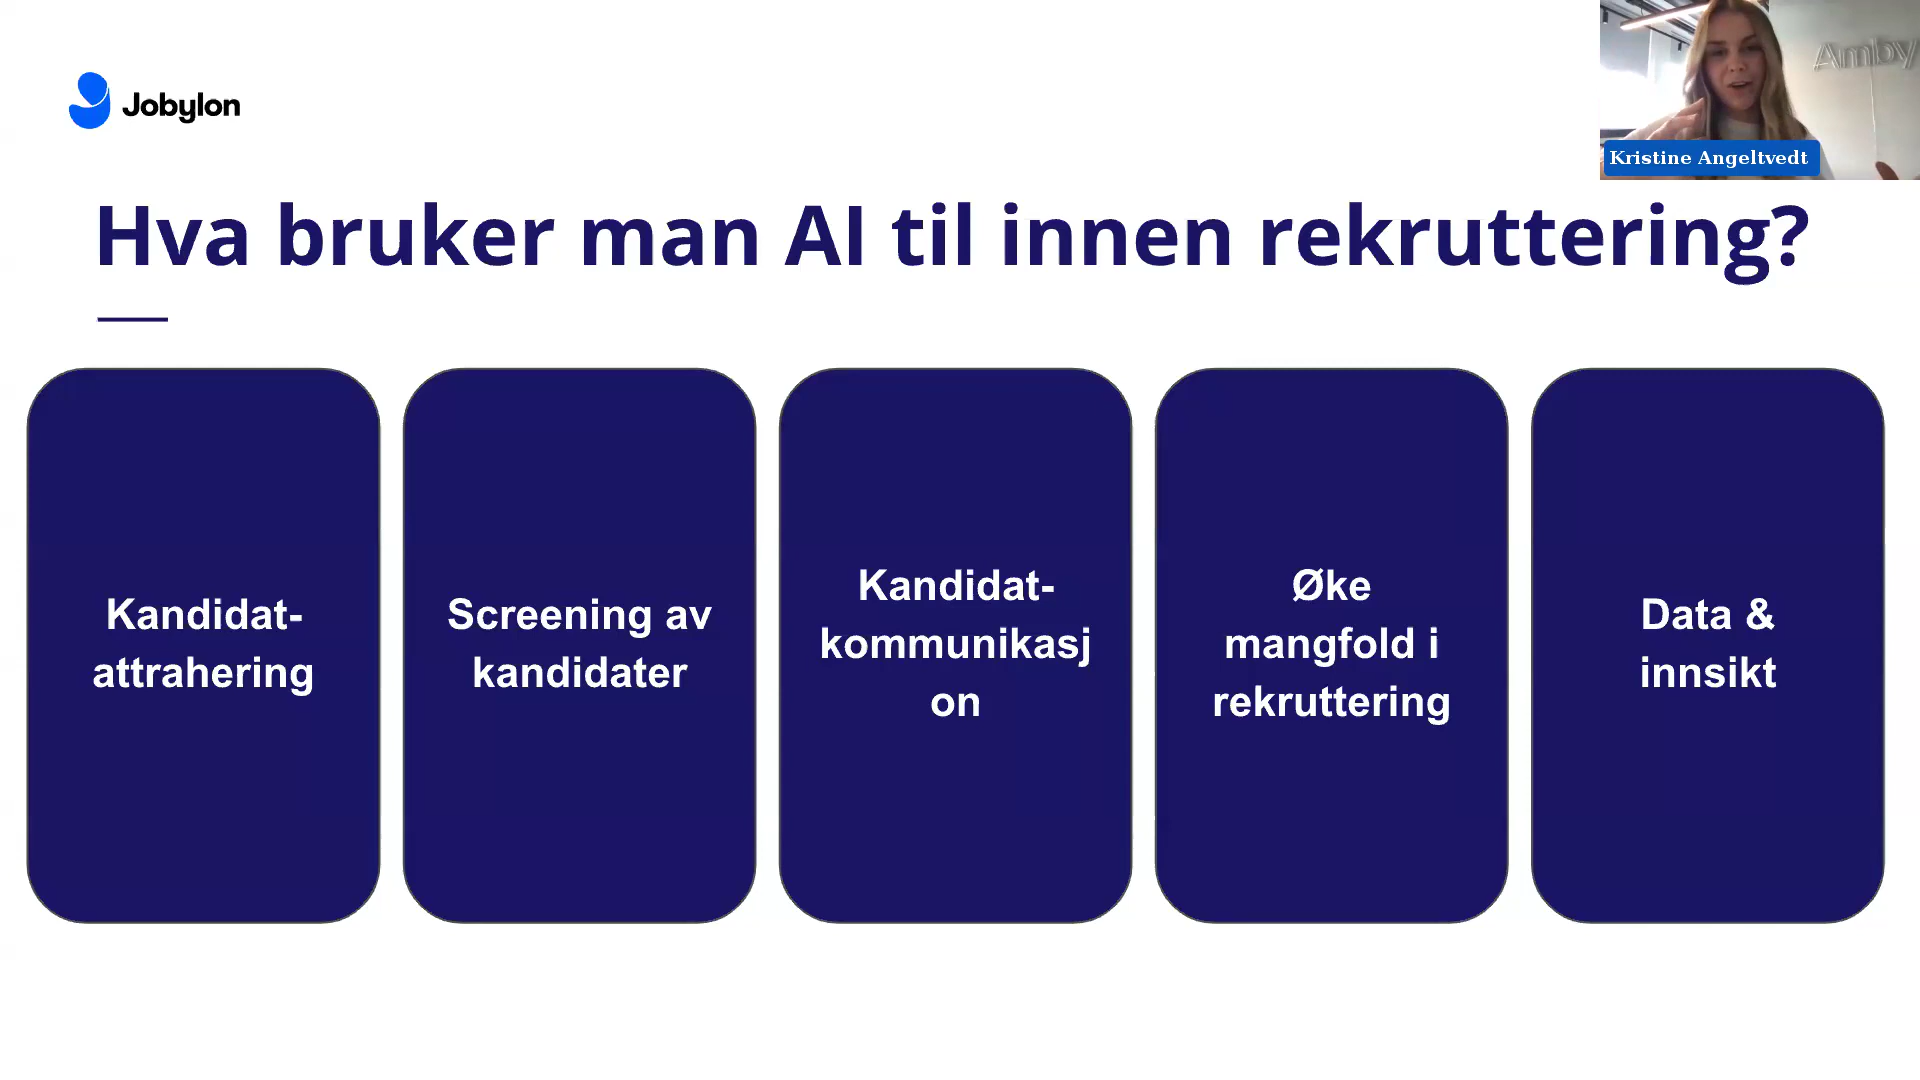 Jobylon
Amby
Kristine Angeltvedt
Hva bruker man AI til innen rekruttering?
Kandidat-
attrahering
Screening av
kandidater
Kandidat-
kommunikasj
on
Øke
mangfold i
rekruttering
Data &
innsikt